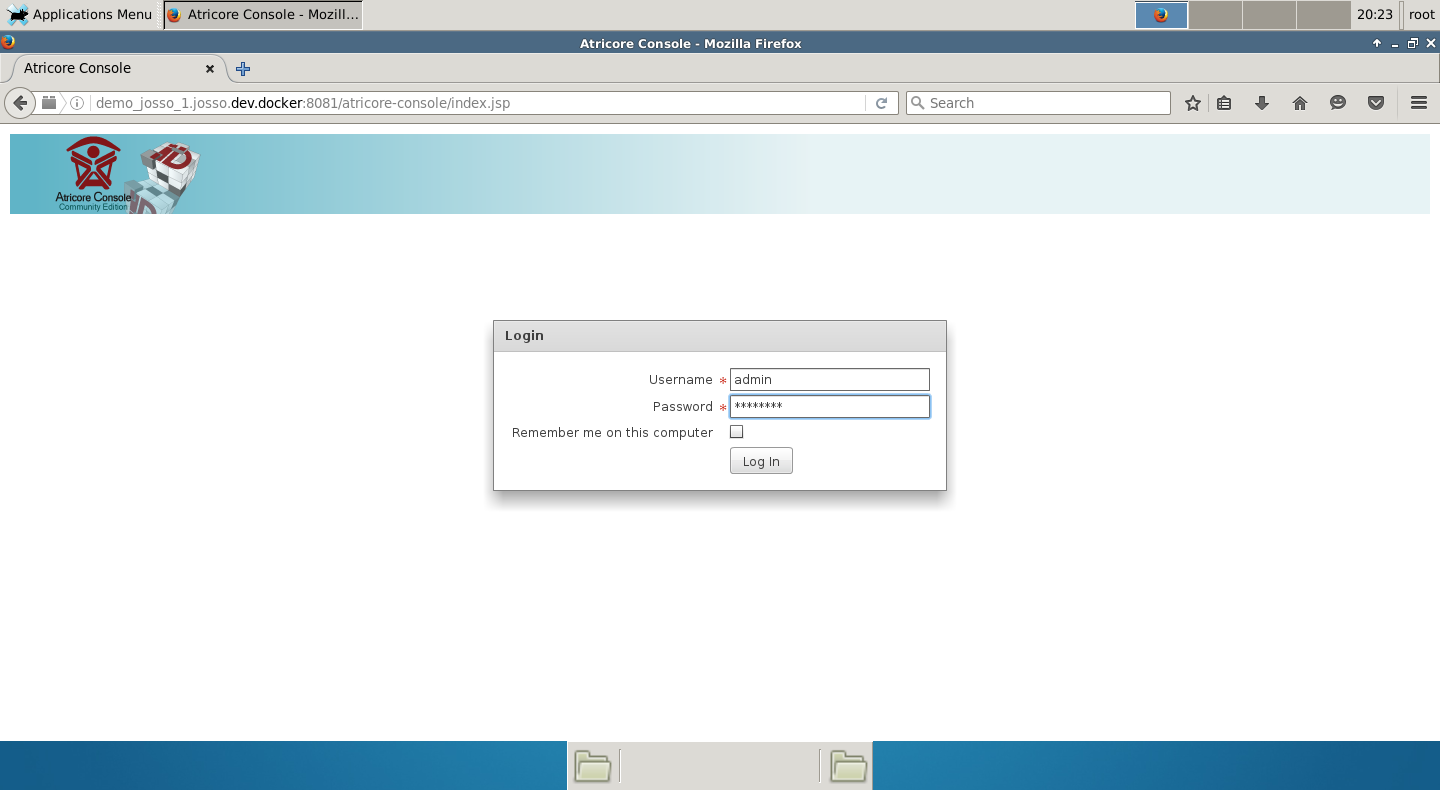 Applications Menu
Atricore Console - Mozill...
20:23
root
Atricore Console - Mozilla Firefox
Atricore Console
demo_josso_1.josso.dev.docker:8081/atricore-console/index.jsp
Search
Atricore Console
Community Edition
Login
Username *
admin
Password *
********
Remember me on this computer
Log In